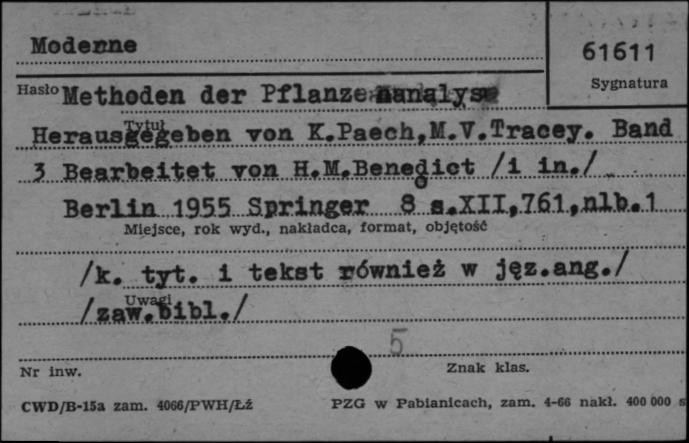 Moderne
61611
Sygnatura
Hasło Methoden der Pflanzenanalyse
Tytuł
Herausgegeben von K.Paech,M.V.Tracey. Band
3 Bearbeitet von H.M.Benedict /i in./
Berlin 1955 Springer 8° s.XII,761,nlb.1
Miejsce, rok wyd., nakładca, format, objętość
/k. tyt. i tekst również w jęz.ang./
Uwagi
/zaw.bibl./
5
Nr inw.
Znak klas.
CWD/B-15a zam. 4066/PWH/Łź
PZG w Pabianicach, zam. 4-66 nakł. 400 000 s